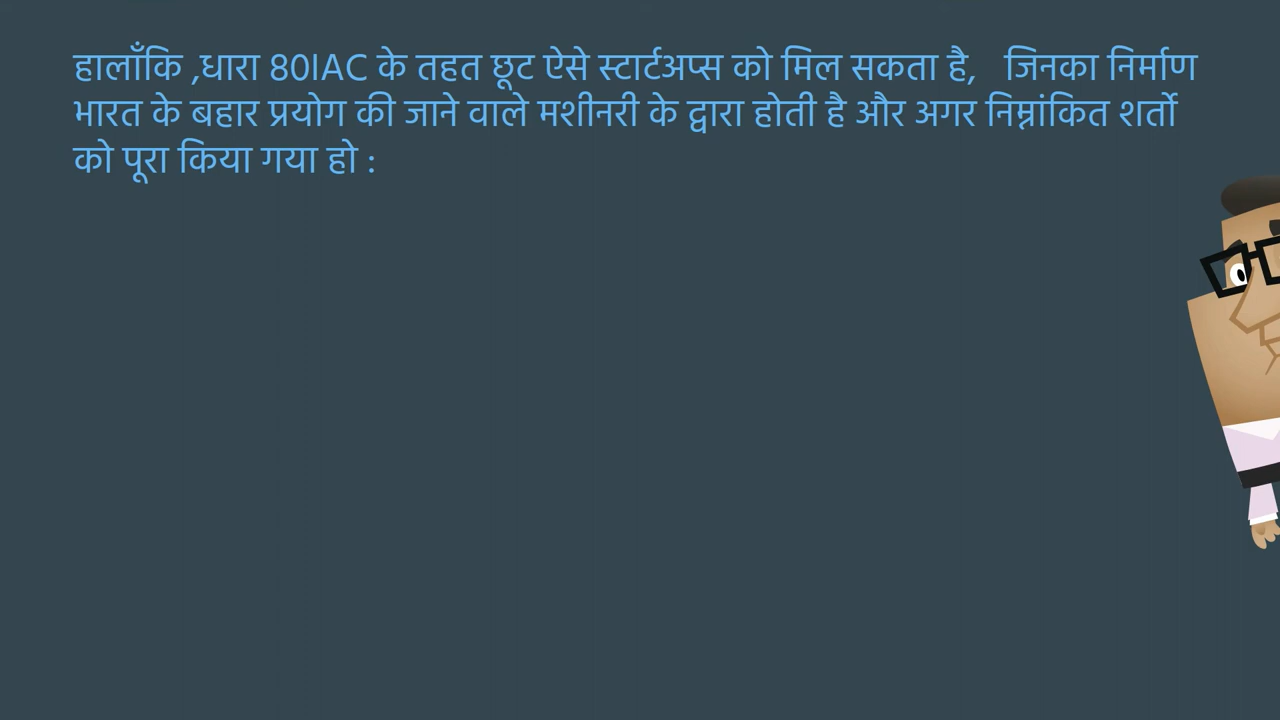 हालाँकि ,धारा 80IAC के तहत छूट ऐसे स्टार्टअप्स को मिल सकता है, जिनका निर्माण
भारत के बहार प्रयोग की जाने वाले मशीनरी के द्वारा होती है और अगर निम्नांकित शर्तो
को पूरा किया गया हो :